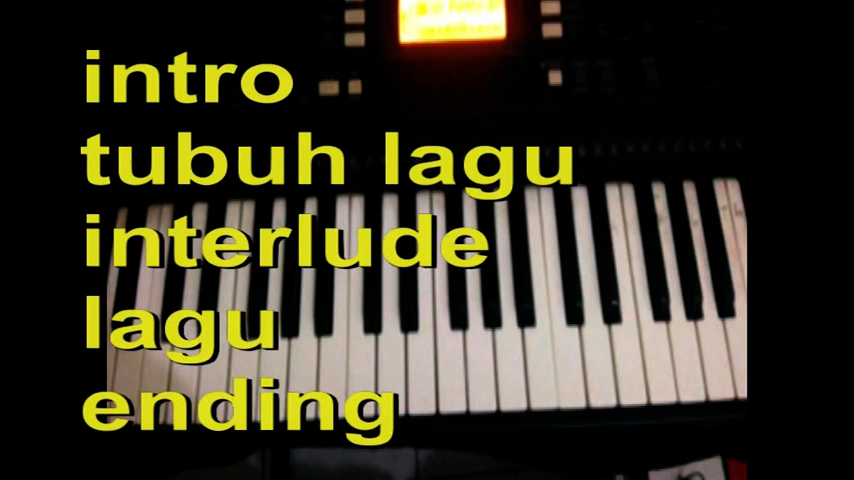 intro
tubuh lagu
interlude
lagu
ending